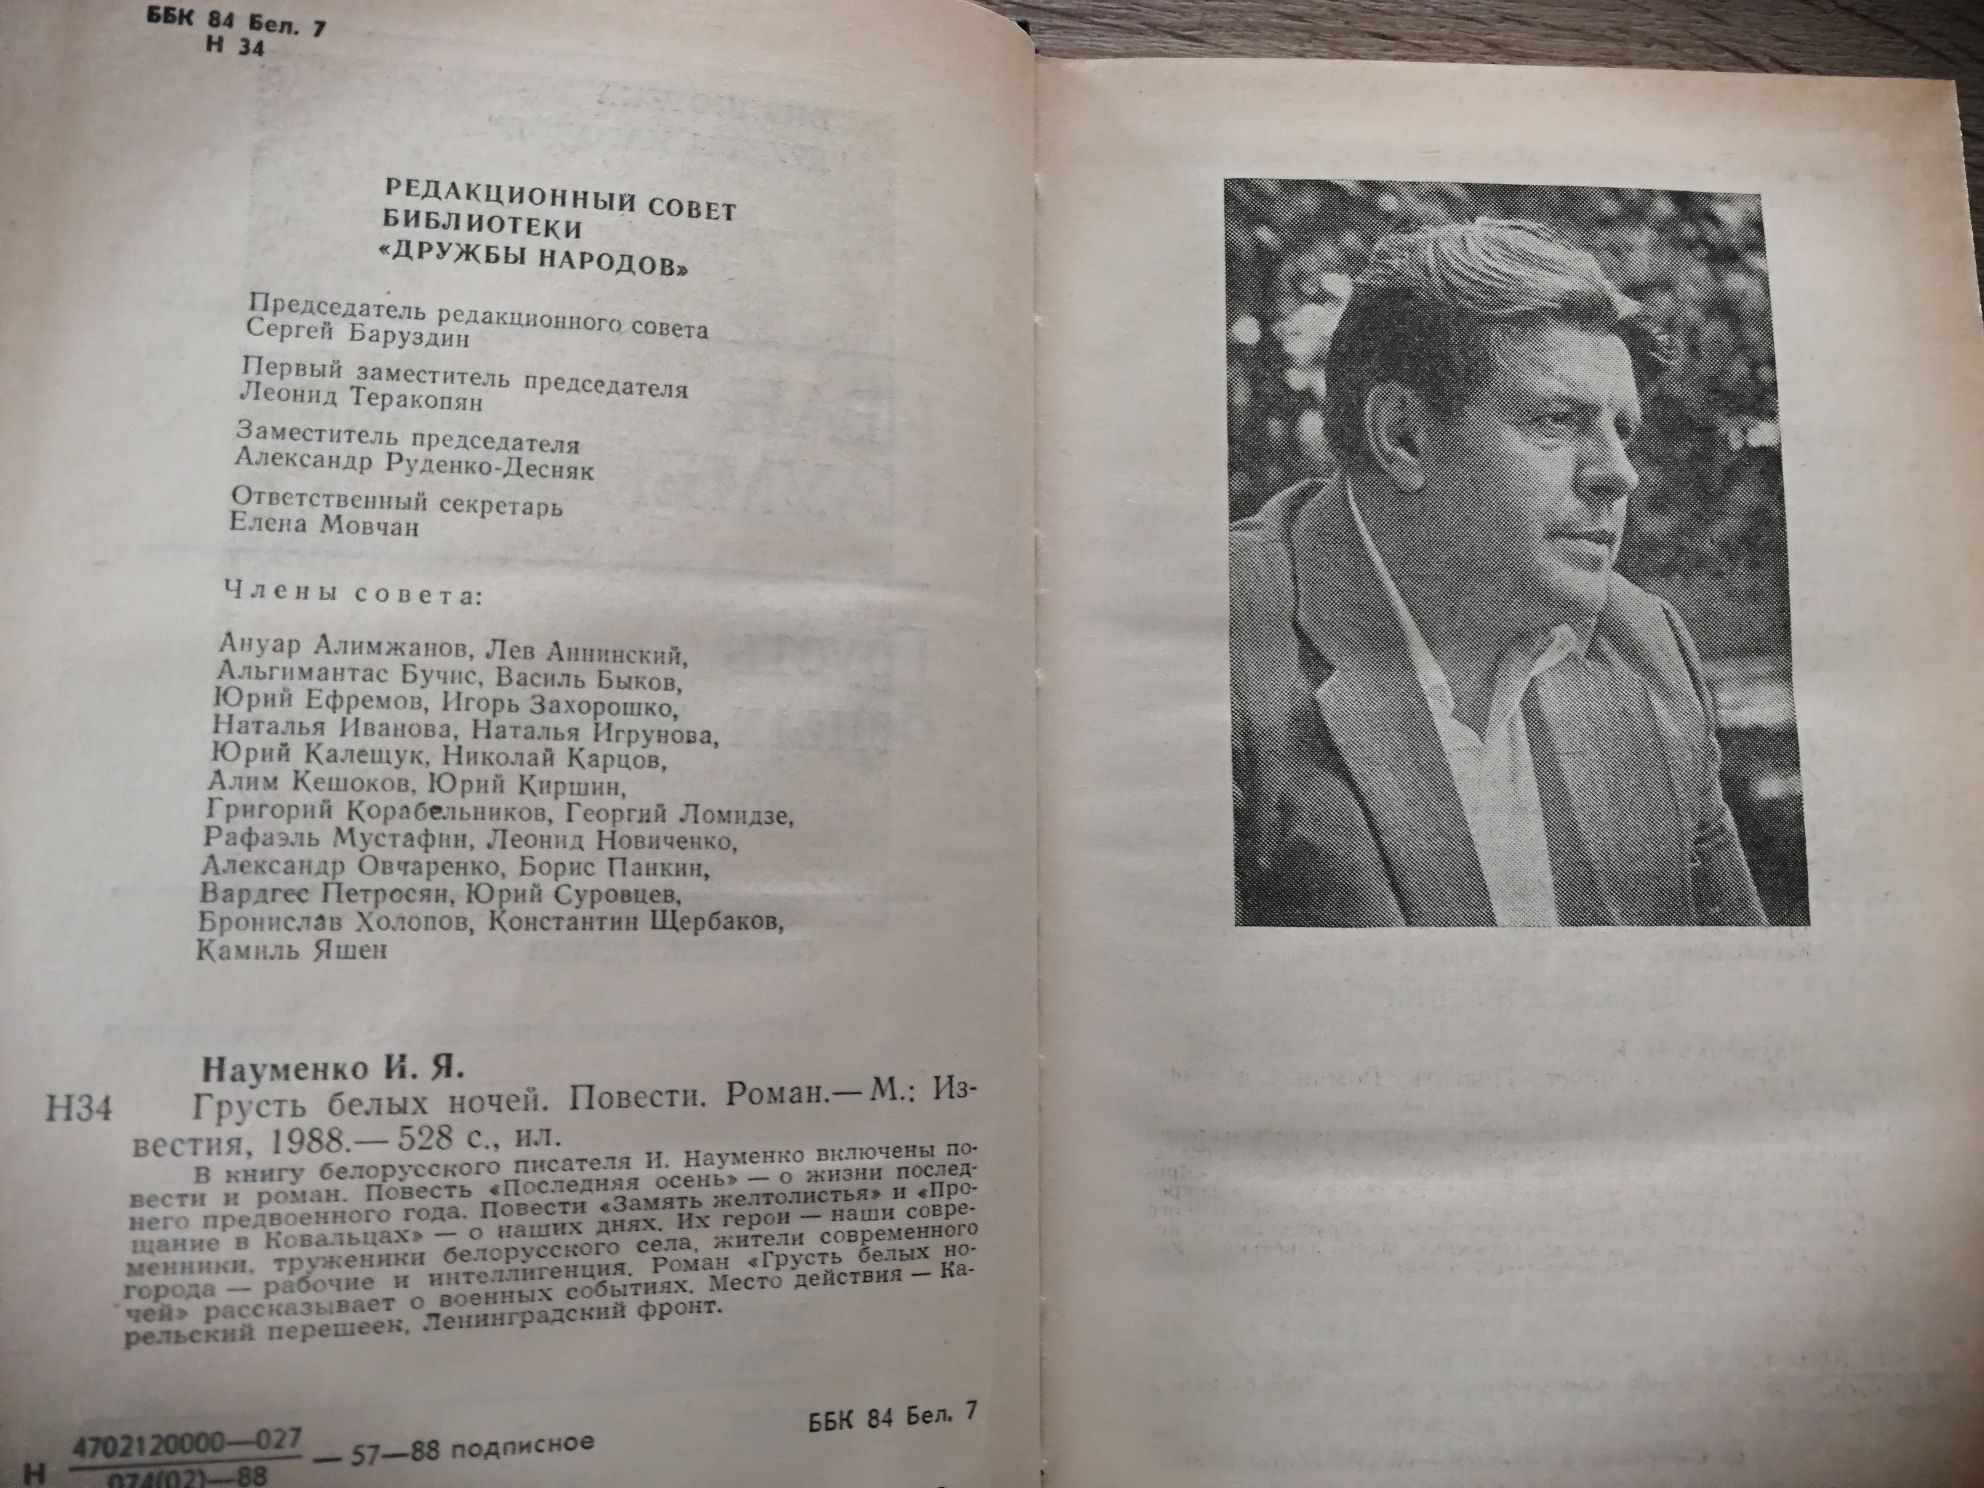 ББК 84 Бел. 7
Н 34
РЕДАКЦИОННЫЙ СОВЕТ
БИБЛИОТЕКИ
«ДРУЖБЫ НАРОДОВ»
Председатель редакционного совета
Сергей Баруздин
Первый заместитель председателя
Леонид Теракопян
Заместитель председателя
Александр Руденко-Десняк
Ответственный секретарь
Елена Мовчан
Члены совета:
Ануар Алимжанов, Лев Аннинский,
Альгимантас Бучис, Василь Быков,
Юрий Ефремов, Игорь Захорошко,
Наталья Иванова, Наталья Игрунова,
Юрий Калещук, Николай Карцов,
Алим Кешоков, Юрий Киршин,
Григорий Корабельников, Георгий Ломидзе,
Рафаэль Мустафин, Леонид Новиченко,
Александр Овчаренко, Борис Панкин,
Вардгес Петросян, Юрий Суровцев,
Бронислав Холопов, Константин Щербаков,
Камиль Яшен
Науменко И. Я.
Н34 Грусть белых ночей. Повести. Роман.— М.: Из-
вестия, 1988.— 528 с., ил.
В книгу белорусского писателя И. Науменко включены по-
вести и роман. Повесть «Последняя осень» — о жизни послед-
него предвоенного года. Повести «Замять желтолистья» и «Про-
щание в Ковальцах» — о наших днях. Их герои — наши совре-
менники, труженики белорусского села, жители современного
города — рабочие и интеллигенция. Роман «Грусть белых но-
чей» рассказывает о военных событиях. Место действия — Ка-
рельский перешеек, Ленинградский фронт.
Н 4702120000—027 — 57—88 подписное
074(02)—88
ББК 84 Бел. 7